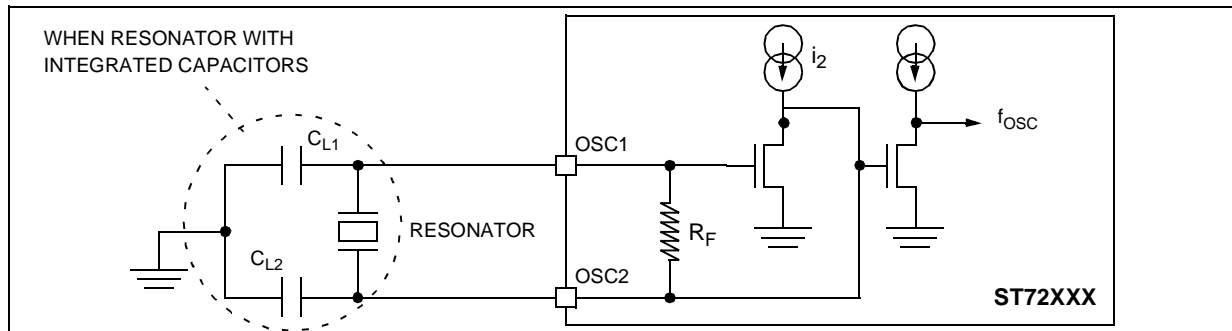 WHEN RESONATOR WITH
INTEGRATED CAPACITORS
i2
fOSC
CL1
OSC1
RESONATOR
RF
CL2
OSC2
ST72XXX